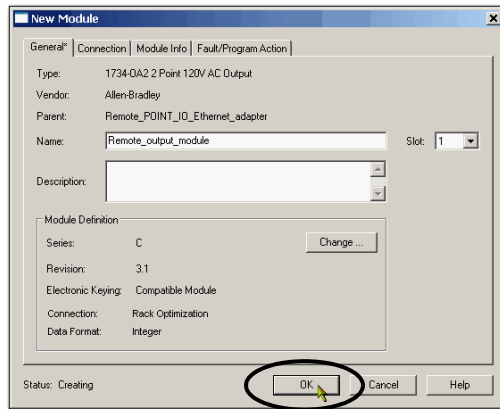 New Module
General* Connection Module Info Fault/Program Action
Type: 1734-OA2 2 Point 120V AC Output
Vendor: Allen-Bradley
Parent: Remote_POINT_IO_Ethernet_adapter
Name: Remote_output_module Slot: 1
Description:
Module Definition
Series: C Change ...
Revision: 3.1
Electronic Keying: Compatible Module
Connection: Rack Optimization
Data Format: Integer
Status: Creating OK Cancel Help